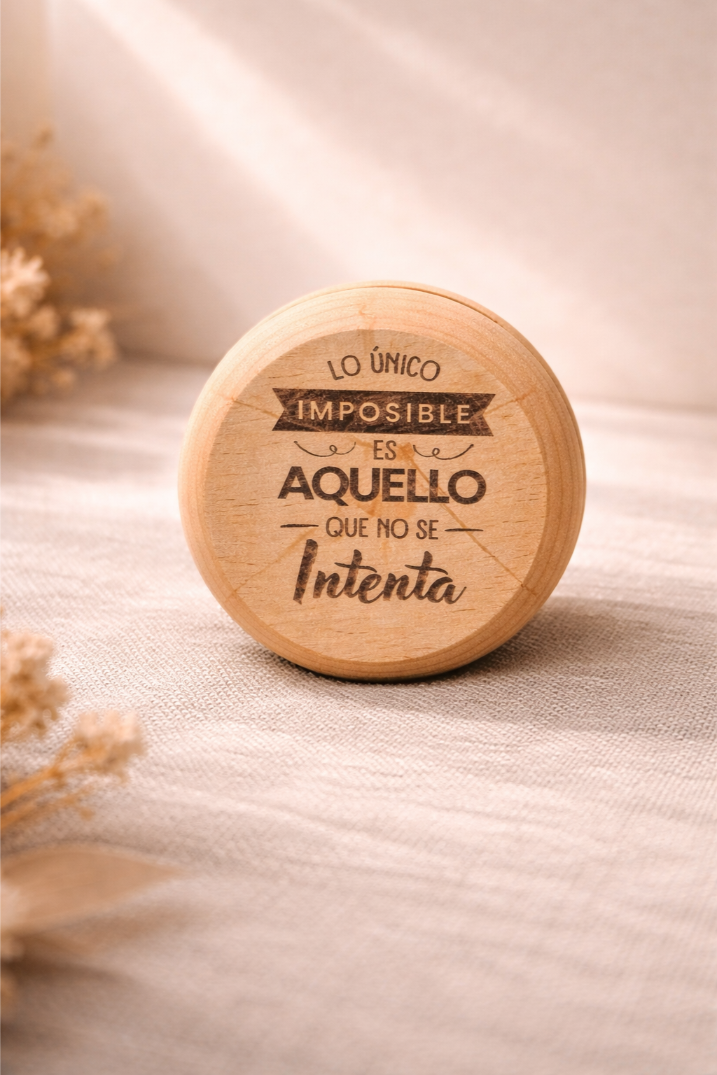 LO ÚNICO
IMPOSIBLE
ES
AQUELLO
QUE NO SE
Intenta